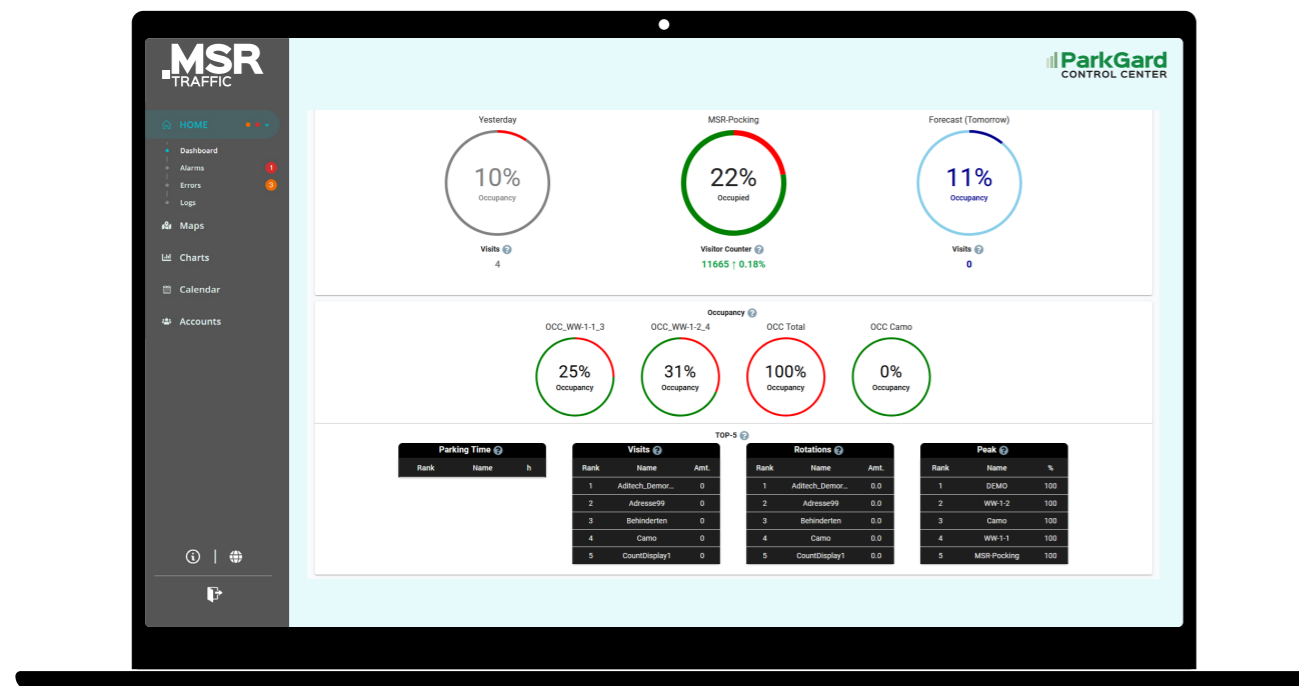 .MSR
TRAFFIC
ParkGard
CONTROL CENTER
HOME
Dashboard
Alarms 1
Errors 3
Logs
Maps
Charts
Calendar
Accounts
Yesterday
10%
Occupancy
Visits ?
4
MSR-Pocking
22%
Occupied
Visitor Counter ?
11665 ↑ 0.18%
Forecast (Tomorrow)
11%
Occupancy
Visits ?
0
Occupancy ?
OCC_WW-1-1_3
25%
Occupancy
OCC_WW-1-2_4
31%
Occupancy
OCC Total
100%
Occupancy
OCC Camo
0%
Occupancy
TOP-5 ?
Parking Time ?
Rank Name h
Visits ?
Rank Name Amt.
1 Aditech_Demor... 0
2 Adresse99 0
3 Behinderten 0
4 Camo 0
5 CountDisplay1 0
Rotations ?
Rank Name Amt.
1 Aditech_Demor... 0.0
2 Adresse99 0.0
3 Behinderten 0.0
4 Camo 0.0
5 CountDisplay1 0.0
Peak ?
Rank Name %
1 DEMO 100
2 WW-1-2 100
3 Camo 100
4 WW-1-1 100
5 MSR-Pocking 100